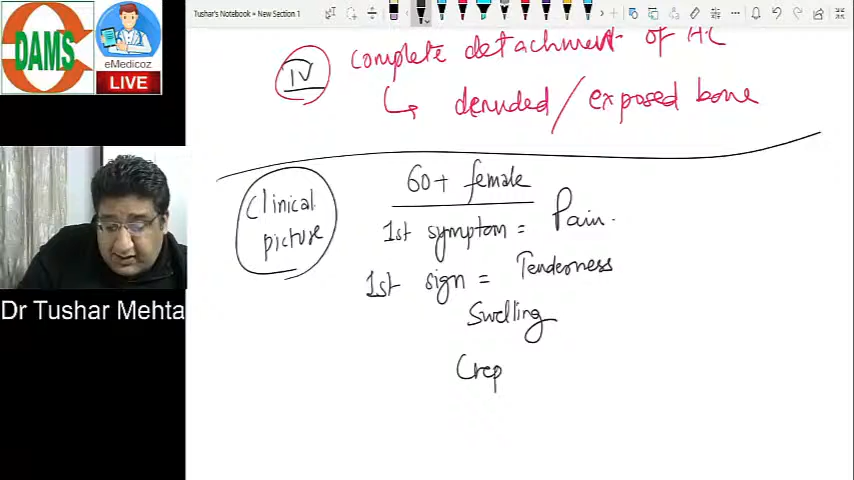 Tushar's Notebook » New Section 1
DAMS
eMedicoz
LIVE
IV
Complete detachment of AC
↳ denuded / exposed bone
Clinical picture
60+ female
1st symptom = Pain.
1st sign = Tenderness
Swelling
Crep
Dr Tushar Mehta